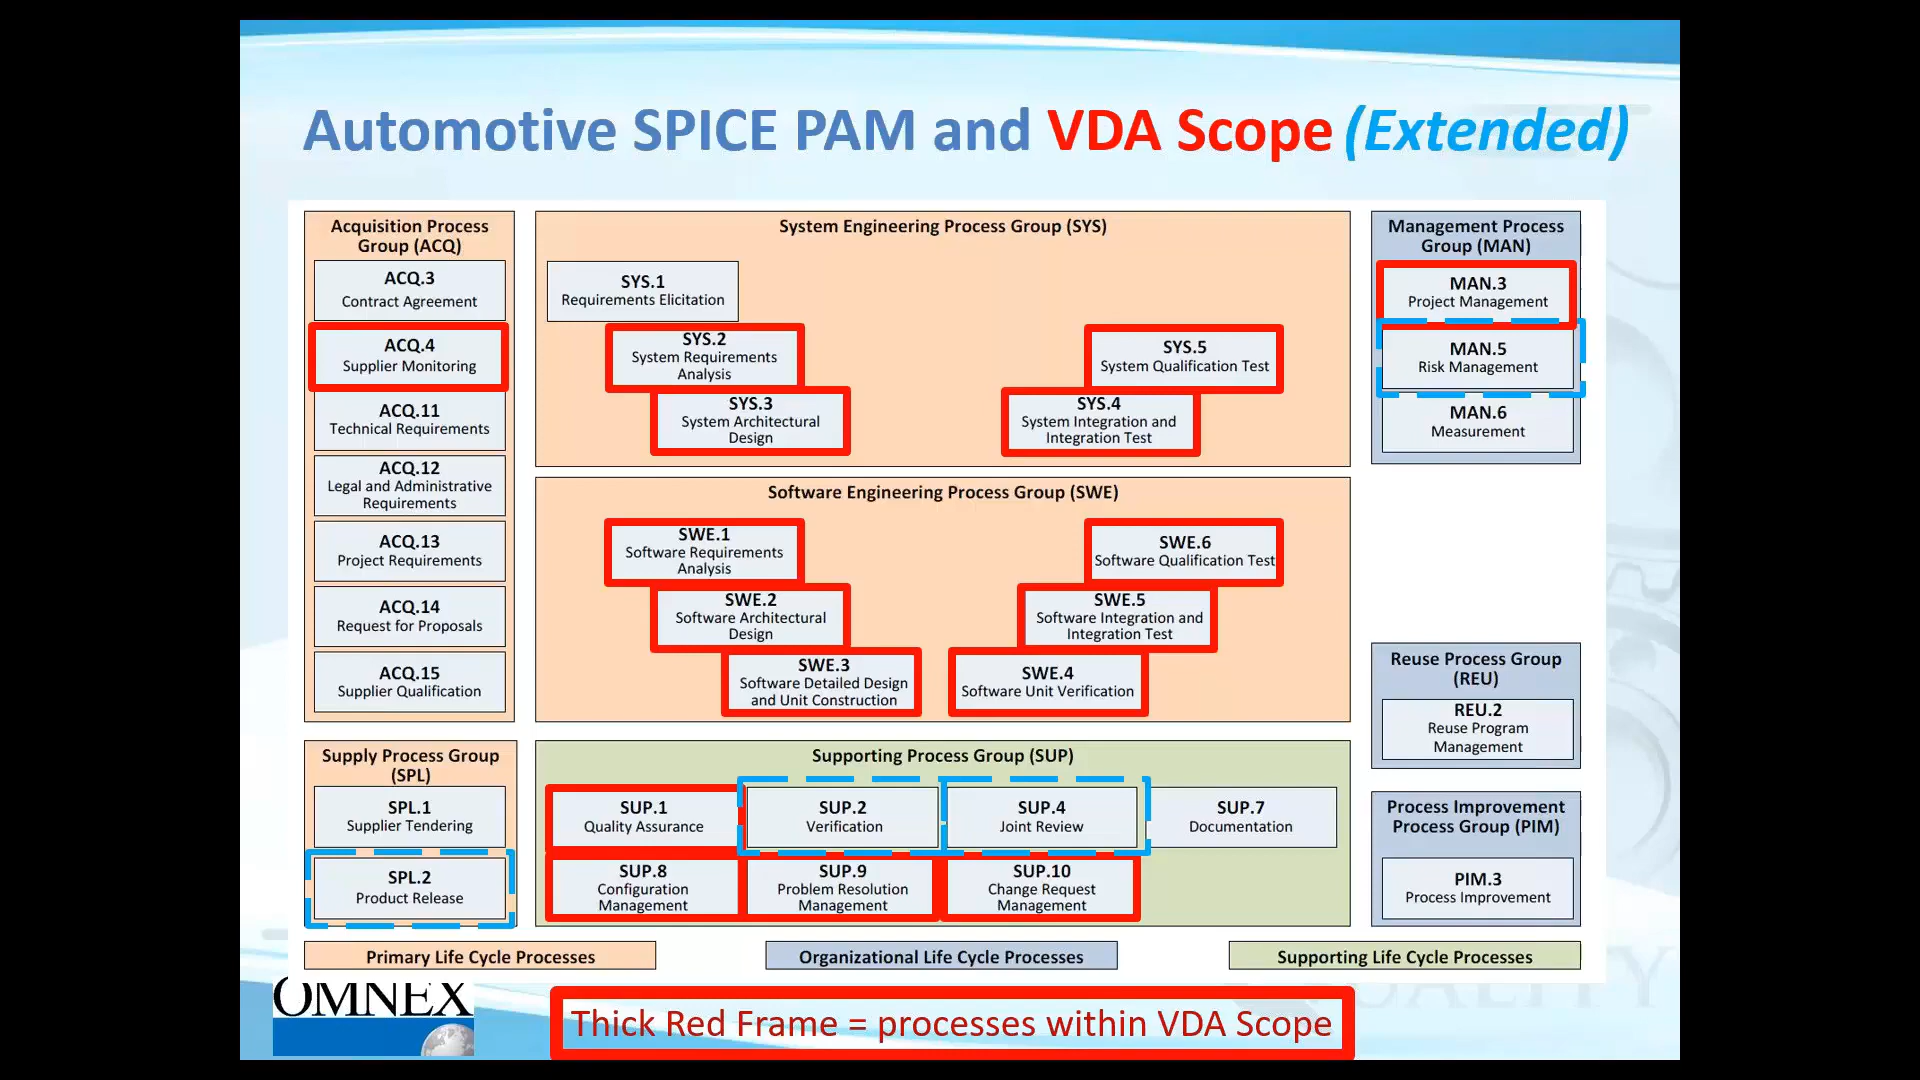 Automotive SPICE PAM and VDA Scope (Extended)
Acquisition Process
Group (ACQ)
ACQ.3
Contract Agreement
ACQ.4
Supplier Monitoring
ACQ.11
Technical Requirements
ACQ.12
Legal and Administrative
Requirements
ACQ.13
Project Requirements
ACQ.14
Request for Proposals
ACQ.15
Supplier Qualification
System Engineering Process Group (SYS)
SYS.1
Requirements Elicitation
SYS.2
System Requirements
Analysis
SYS.3
System Architectural
Design
SYS.5
System Qualification Test
SYS.4
System Integration and
Integration Test
Software Engineering Process Group (SWE)
SWE.1
Software Requirements
Analysis
SWE.2
Software Architectural
Design
SWE.3
Software Detailed Design
and Unit Construction
SWE.6
Software Qualification Test
SWE.5
Software Integration and
Integration Test
SWE.4
Software Unit Verification
Management Process
Group (MAN)
MAN.3
Project Management
MAN.5
Risk Management
MAN.6
Measurement
Reuse Process Group
(REU)
REU.2
Reuse Program
Management
Supply Process Group
(SPL)
SPL.1
Supplier Tendering
SPL.2
Product Release
Supporting Process Group (SUP)
SUP.1
Quality Assurance
SUP.2
Verification
SUP.4
Joint Review
SUP.7
Documentation
SUP.8
Configuration
Management
SUP.9
Problem Resolution
Management
SUP.10
Change Request
Management
Process Improvement
Process Group (PIM)
PIM.3
Process Improvement
Primary Life Cycle Processes
Organizational Life Cycle Processes
Supporting Life Cycle Processes
OMNEX
QUALITY
Thick Red Frame = processes within VDA Scope